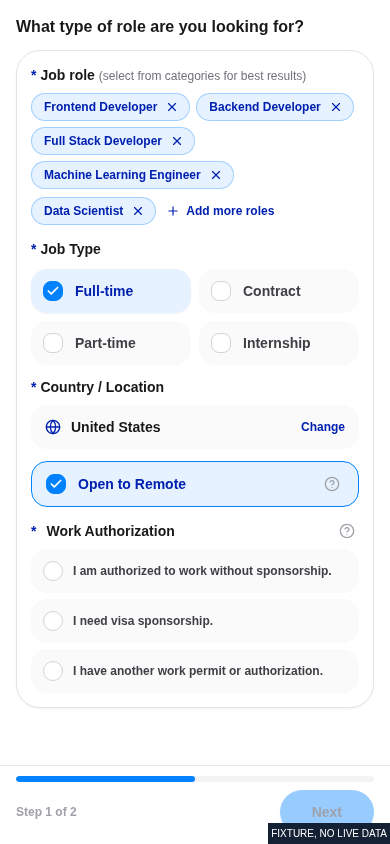 What type of role are you looking for?
* Job role (select from categories for best results)
Frontend Developer
Backend Developer
Full Stack Developer
Machine Learning Engineer
Data Scientist
Add more roles
* Job Type
Full-time
Contract
Part-time
Internship
* Country / Location
United States
Change
Open to Remote
* Work Authorization
I am authorized to work without sponsorship.
I need visa sponsorship.
I have another work permit or authorization.
Step 1 of 2
Next
FIXTURE, NO LIVE DATA